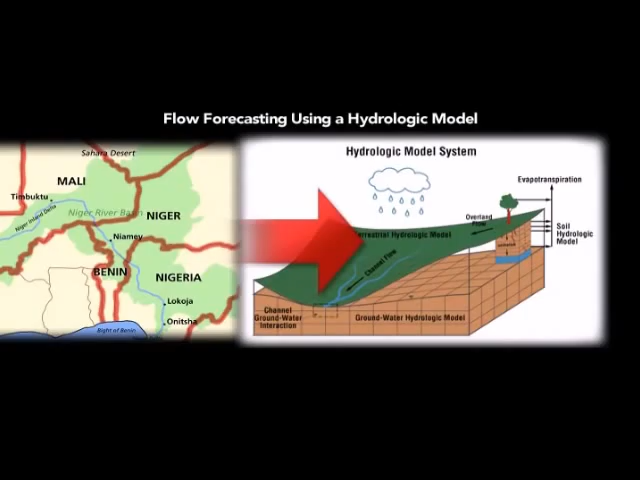 Flow Forecasting Using a Hydrologic Model
Sahara Desert
MALI
Timbuktu
Niger Inland Delta
Niger River Basin
NIGER
Niamey
BENIN
NIGERIA
Lokoja
Onitsha
Bight of Benin
Hydrologic Model System
Evapotranspiration
Overland
Flow
Soil
Hydrologic
Model
Terrestrial Hydrologic Model
Channel Flow
Channel
Ground-Water
Interaction
Ground-Water Hydrologic Model